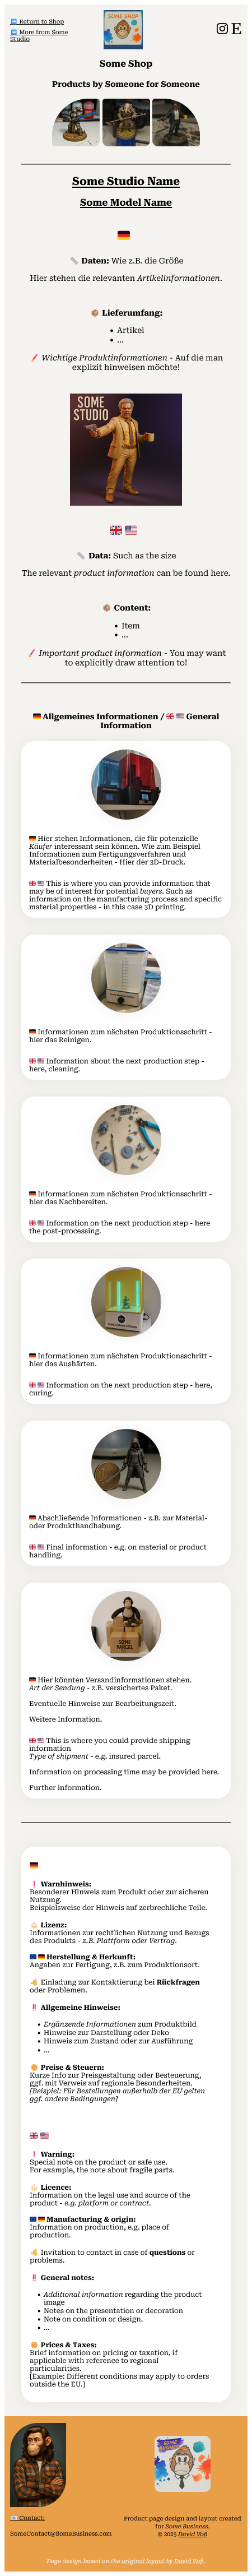 Return to Shop
More from Some
Studio
SOME SHOP
E
Some Shop
Products by Someone for Someone
Some Studio Name
Some Model Name
Daten: Wie z.B. die Größe
Hier stehen die relevanten Artikelinformationen.
Lieferumfang:
• Artikel
• ...
Wichtige Produktinformationen - Auf die man
explizit hinweisen möchte!
SOME
STUDIO
Data: Such as the size
The relevant product information can be found here.
Content:
• Item
• ...
Important product information - You may want
to explicitly draw attention to!
Allgemeines Informationen / General
Information
Hier stehen Informationen, die für potenzielle
Käufer interessant sein können. Wie zum Beispiel
Informationen zum Fertigungsverfahren und
Materialbesonderheiten - Hier der 3D-Druck.
This is where you can provide information that
may be of interest for potential buyers. Such as
information on the manufacturing process and specific
material properties - in this case 3D printing.
Informationen zum nächsten Produktionsschritt -
hier das Reinigen.
Information about the next production step -
here, cleaning.
Informationen zum nächsten Produktionsschritt -
hier das Nachbereiten.
Information on the next production step - here
the post-processing.
Informationen zum nächsten Produktionsschritt -
hier das Aushärten.
Information on the next production step - here,
curing.
Abschließende Informationen - z.B. zur Material-
oder Produkthandhabung.
Final information - e.g. on material or product
handling.
SOME
PARCEL
Hier könnten Versandinformationen stehen.
Art der Sendung - z.B. versichertes Paket.
Eventuelle Hinweise zur Bearbeitungszeit.
Weitere Information.
This is where you could provide shipping
information
Type of shipment - e.g. insured parcel.
Information on processing time may be provided here.
Further information.
Warnhinweis:
Besonderer Hinweis zum Produkt oder zur sicheren
Nutzung.
Beispielsweise der Hinweis auf zerbrechliche Teile.
Lizenz:
Informationen zur rechtlichen Nutzung und Bezugs
des Produkts - z.B. Plattform oder Vertrag.
Herstellung & Herkunft:
Angaben zur Fertigung, z.B. zum Produktionsort.
Einladung zur Kontaktierung bei Rückfragen
oder Problemen.
Allgemeine Hinweise:
• Ergänzende Informationen zum Produktbild
• Hinweise zur Darstellung oder Deko
• Hinweis zum Zustand oder zur Ausführung
• ...
Preise & Steuern:
Kurze Info zur Preisgestaltung oder Besteuerung,
ggf. mit Verweis auf regionale Besonderheiten.
[Beispiel: Für Bestellungen außerhalb der EU gelten
ggf. andere Bedingungen]
Warning:
Special note on the product or safe use.
For example, the note about fragile parts.
Licence:
Information on the legal use and source of the
product - e.g. platform or contract.
Manufacturing & origin:
Information on production, e.g. place of
production.
Invitation to contact in case of questions or
problems.
General notes:
• Additional information regarding the product
image
• Notes on the presentation or decoration
• Note on condition or design.
• ...
Prices & Taxes:
Brief information on pricing or taxation, if
applicable with reference to regional
particularities.
[Example: Different conditions may apply to orders
outside the EU.]
Contact:
SomeContact@SomeBusiness.com
Product page design and layout created
for Some Business.
© 2025 David Voß
Page design based on the original layout by David Voß.